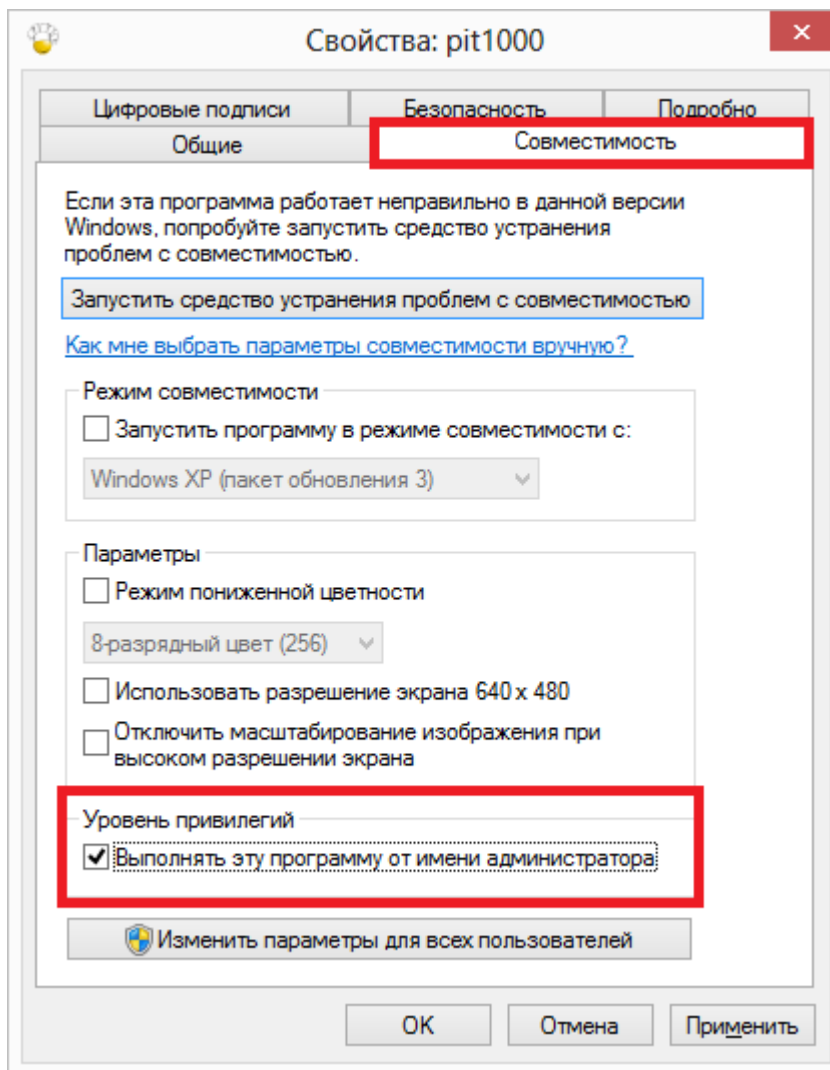 Свойства: pit1000
Цифровые подписи
Безопасность
Подробно
Общие
Совместимость
Если эта программа работает неправильно в данной версии
Windows, попробуйте запустить средство устранения
проблем с совместимостью.
Запустить средство устранения проблем с совместимостью
Как мне выбрать параметры совместимости вручную?
Режим совместимости
Запустить программу в режиме совместимости с:
Windows XP (пакет обновления 3)
Параметры
Режим пониженной цветности
8-разрядный цвет (256)
Использовать разрешение экрана 640 x 480
Отключить масштабирование изображения при
высоком разрешении экрана
Уровень привилегий
Выполнять эту программу от имени администратора
Изменить параметры для всех пользователей
ОК
Отмена
Применить